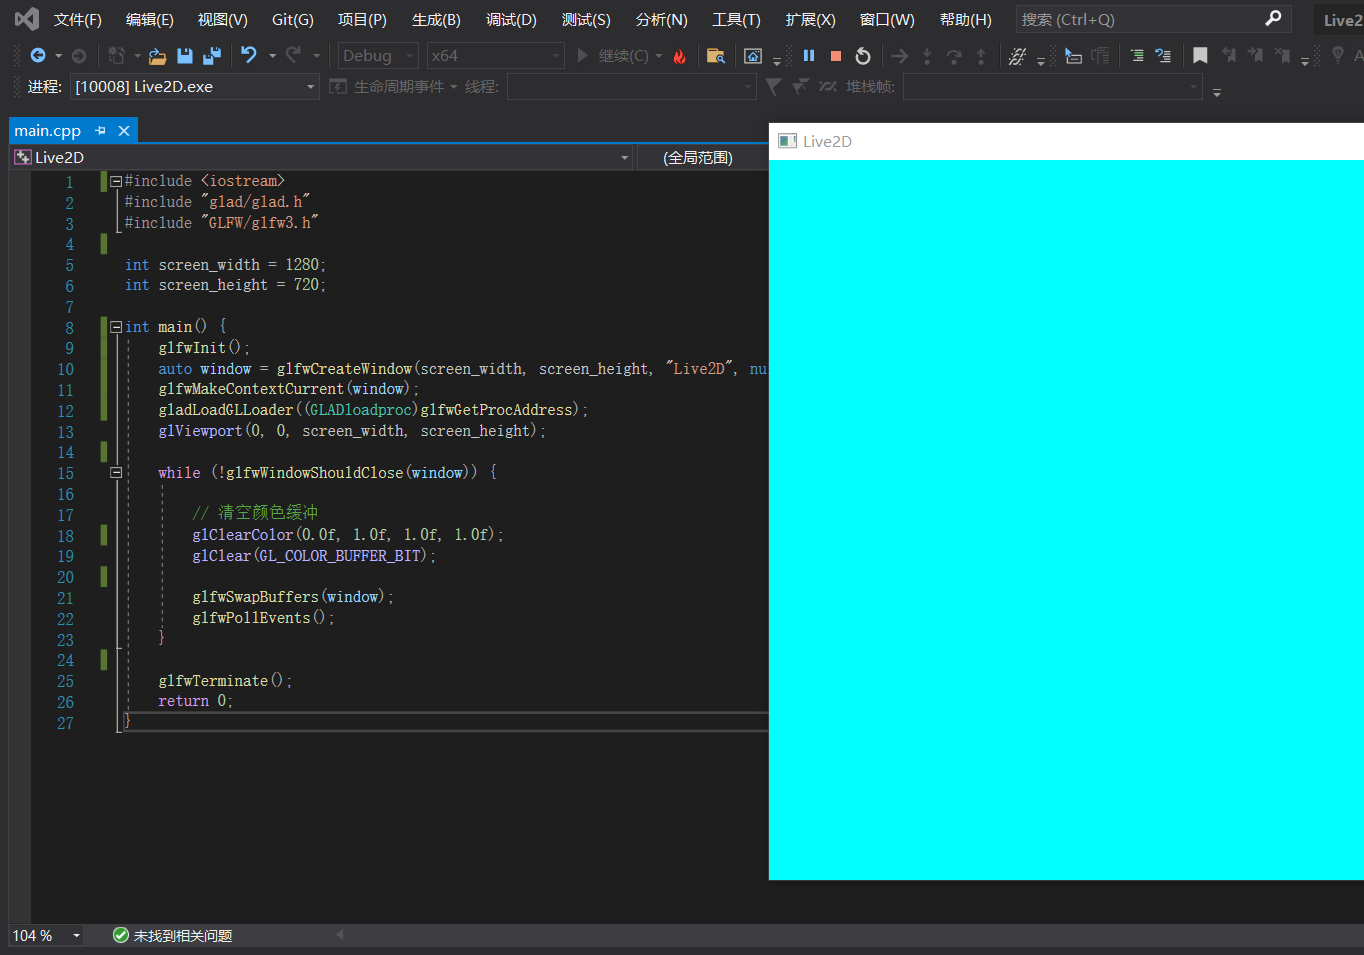 文件(F) 编辑(E) 视图(V) Git(G) 项目(P) 生成(B) 调试(D) 测试(S) 分析(N) 工具(T) 扩展(X) 窗口(W) 帮助(H) 搜索 (Ctrl+Q) Live2
Debug x64 继续(C)
进程: [10008] Live2D.exe 生命周期事件 线程: 堆栈帧:
main.cpp
Live2D (全局范围)
Live2D
1 #include <iostream>
2 #include "glad/glad.h"
3 #include "GLFW/glfw3.h"
4
5 int screen_width = 1280;
6 int screen_height = 720;
7
8 int main() {
9 glfwInit();
10 auto window = glfwCreateWindow(screen_width, screen_height, "Live2D", nu
11 glfwMakeContextCurrent(window);
12 gladLoadGLLoader((GLADloadproc)glfwGetProcAddress);
13 glViewport(0, 0, screen_width, screen_height);
14
15 while (!glfwWindowShouldClose(window)) {
16
17 // 清空颜色缓冲
18 glClearColor(0.0f, 1.0f, 1.0f, 1.0f);
19 glClear(GL_COLOR_BUFFER_BIT);
20
21 glfwSwapBuffers(window);
22 glfwPollEvents();
23 }
24
25 glfwTerminate();
26 return 0;
27 }
104 % 未找到相关问题